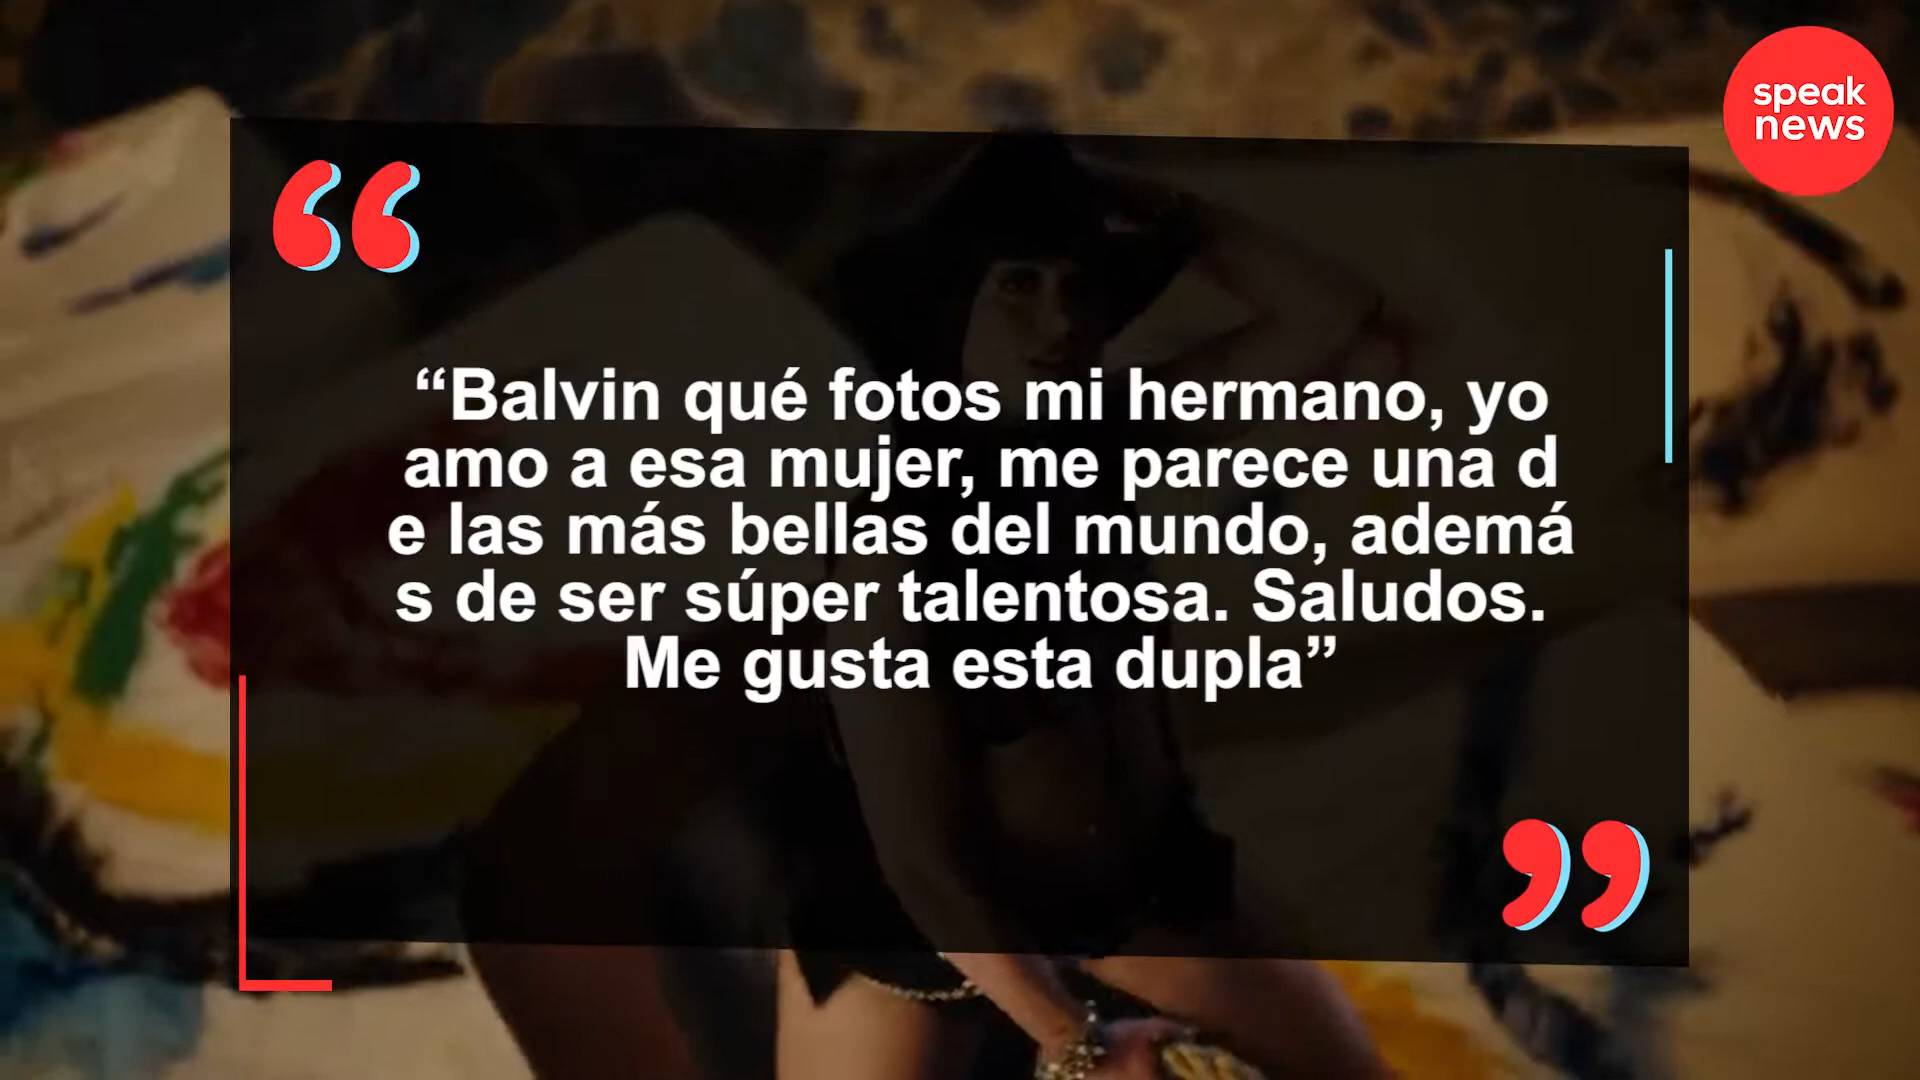 speak
news
“Balvin qué fotos mi hermano, yo
amo a esa mujer, me parece una d
e las más bellas del mundo, ademá
s de ser súper talentosa. Saludos.
Me gusta esta dupla”